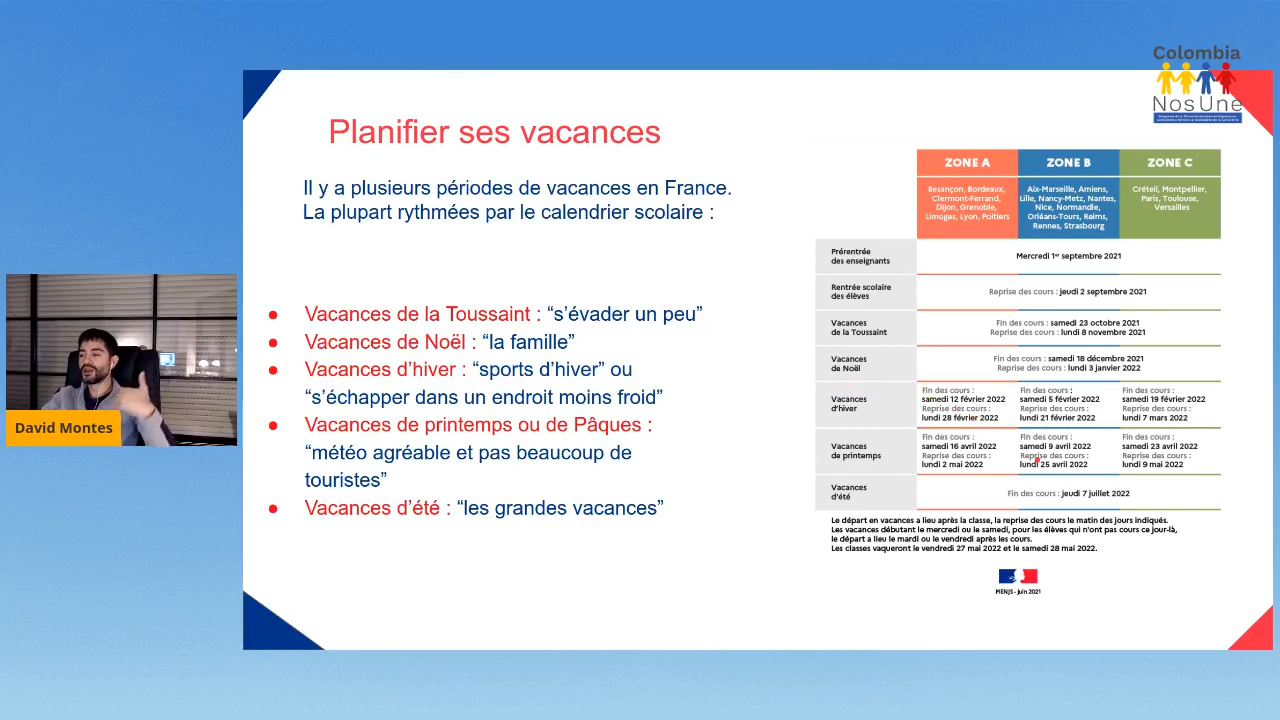 Colombia
NosUne
Planifier ses vacances
Il y a plusieurs périodes de vacances en France.
La plupart rythmées par le calendrier scolaire :
● Vacances de la Toussaint : “s’évader un peu”
● Vacances de Noël : “la famille”
● Vacances d’hiver : “sports d’hiver” ou
“s’échapper dans un endroit moins froid”
● Vacances de printemps ou de Pâques :
“météo agréable et pas beaucoup de
touristes”
● Vacances d’été : “les grandes vacances”
David Montes
ZONE A
ZONE B
ZONE C
Besançon, Bordeaux,
Clermont-Ferrand,
Dijon, Grenoble,
Limoges, Lyon, Poitiers
Aix-Marseille, Amiens,
Lille, Nancy-Metz, Nantes,
Nice, Normandie,
Orléans-Tours, Reims,
Rennes, Strasbourg
Créteil, Montpellier,
Paris, Toulouse,
Versailles
Prérentrée
des enseignants
Mercredi 1er septembre 2021
Rentrée scolaire
des élèves
Reprise des cours : jeudi 2 septembre 2021
Vacances
de la Toussaint
Fin des cours : samedi 23 octobre 2021
Reprise des cours : lundi 8 novembre 2021
Vacances
de Noël
Fin des cours : samedi 18 décembre 2021
Reprise des cours : lundi 3 janvier 2022
Vacances
d’hiver
Fin des cours :
samedi 12 février 2022
Reprise des cours :
lundi 28 février 2022
Fin des cours :
samedi 5 février 2022
Reprise des cours :
lundi 21 février 2022
Fin des cours :
samedi 19 février 2022
Reprise des cours :
lundi 7 mars 2022
Vacances
de printemps
Fin des cours :
samedi 16 avril 2022
Reprise des cours :
lundi 2 mai 2022
Fin des cours :
samedi 9 avril 2022
Reprise des cours :
lundi 25 avril 2022
Fin des cours :
samedi 23 avril 2022
Reprise des cours :
lundi 9 mai 2022
Vacances
d’été
Fin des cours : jeudi 7 juillet 2022
Le départ en vacances a lieu après la classe, la reprise des cours le matin des jours indiqués.
Les vacances débutant le mercredi ou le samedi, pour les élèves qui n'ont pas cours ce jour-là,
le départ a lieu le mardi ou le vendredi après les cours.
Les classes vaqueront le vendredi 27 mai 2022 et le samedi 28 mai 2022.
MENJS - Juin 2021